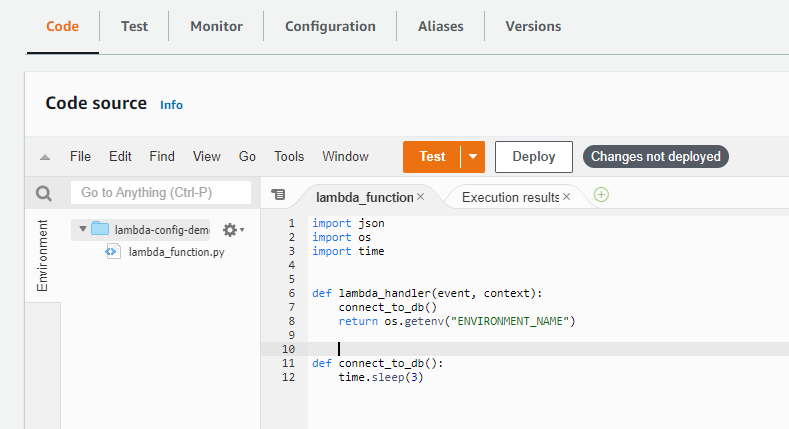 Code Test Monitor Configuration Aliases Versions
Code source Info
File Edit Find View Go Tools Window Test Deploy Changes not deployed
Go to Anything (Ctrl-P) lambda_function Execution results
Environment
lambda-config-demo
lambda_function.py
1 import json
2 import os
3 import time
4
5
6 def lambda_handler(event, context):
7     connect_to_db()
8     return os.getenv("ENVIRONMENT_NAME")
9
10
11 def connect_to_db():
12     time.sleep(3)